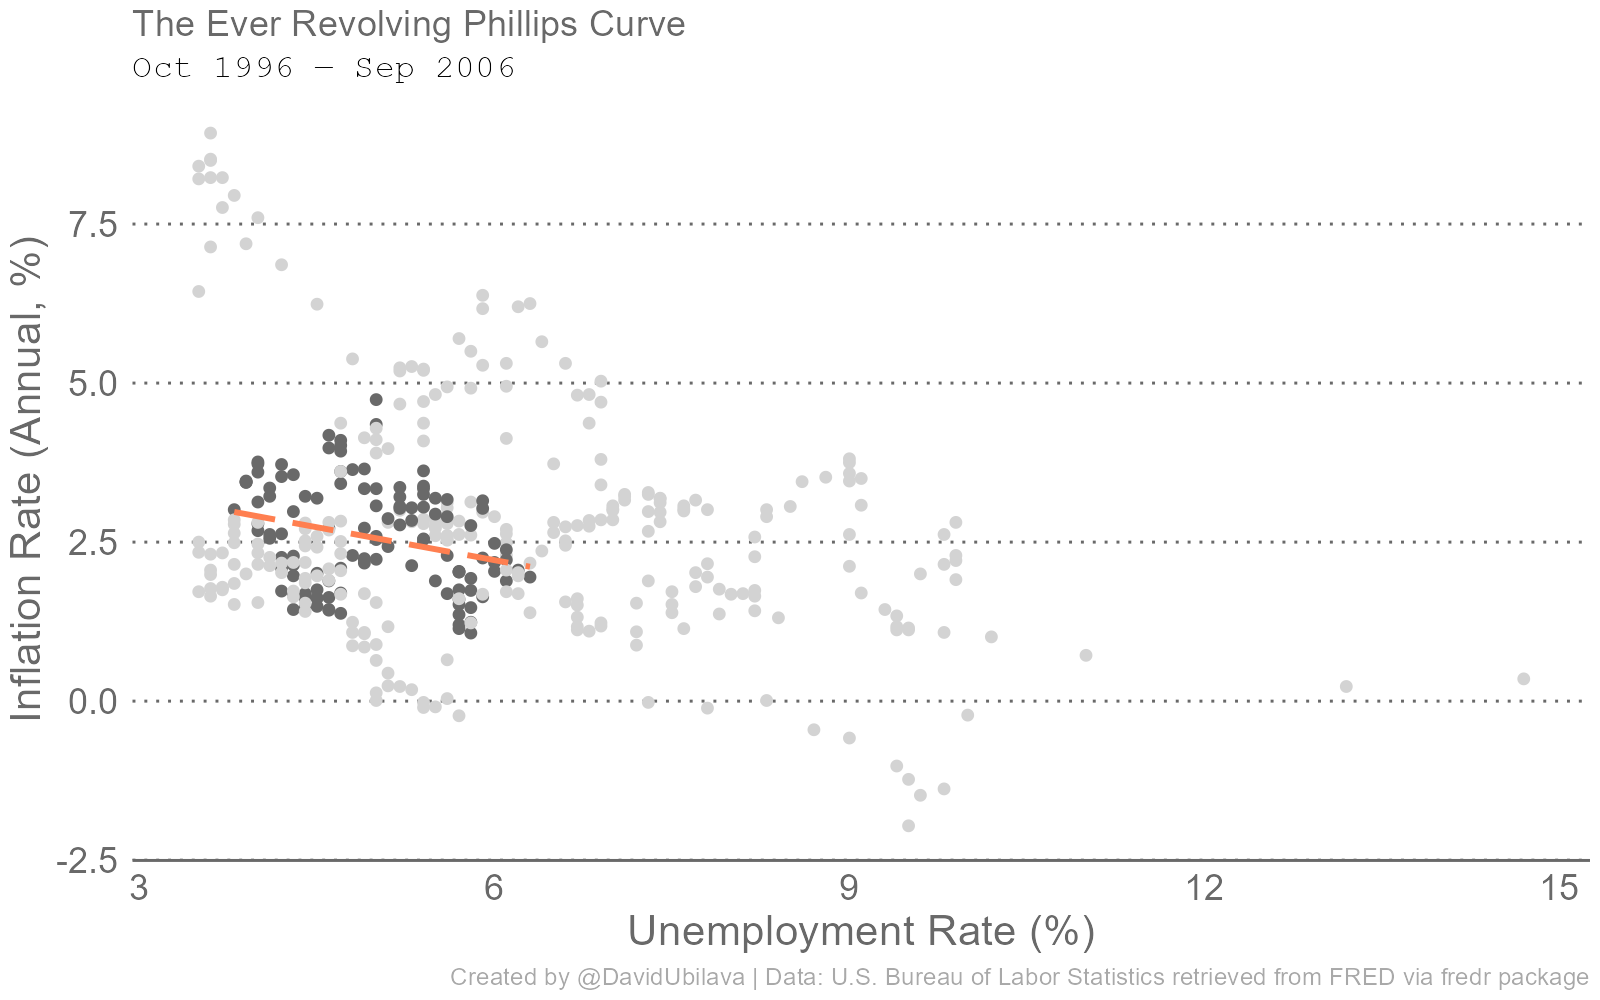 The Ever Revolving Phillips Curve
Oct 1996 — Sep 2006
Inflation Rate (Annual, %)
7.5
5.0
2.5
0.0
-2.5
3 6 9 12 15
Unemployment Rate (%)
Created by @DavidUbilava | Data: U.S. Bureau of Labor Statistics retrieved from FRED via fredr package